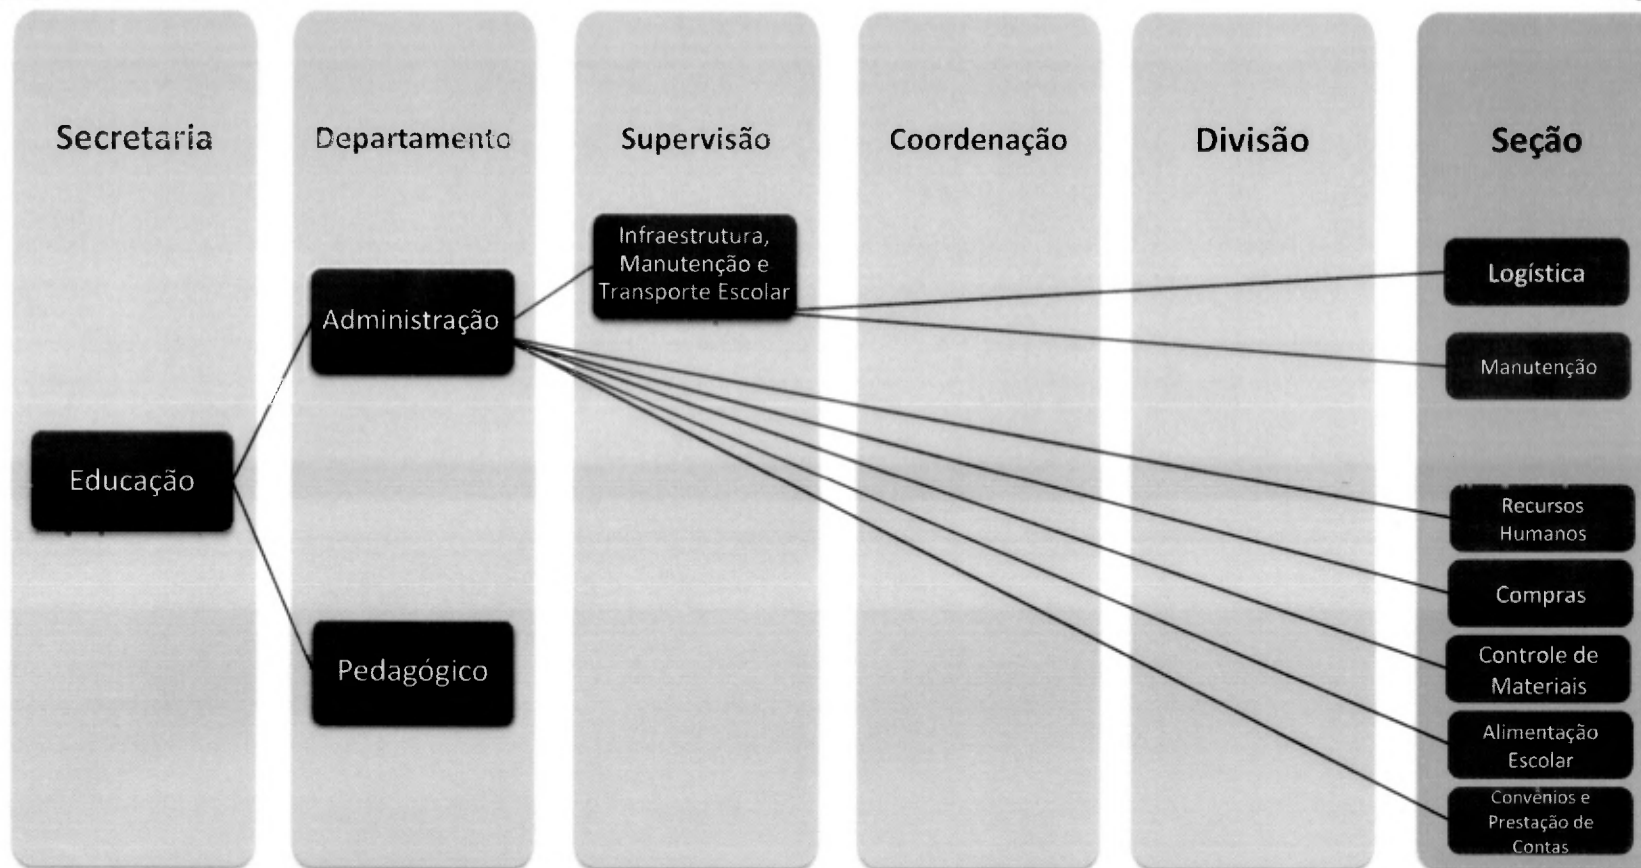 Secretaria
Departamento
Supervisão
Coordenação
Divisão
Seção
Infraestrutura,
Manutenção e
Transporte Escolar
Logística
Administração
Manutenção
Educação
Recursos
Humanos
Compras
Pedagógico
Controle de
Materiais
Alimentação
Escolar
Convênios e
Prestação de
Contas